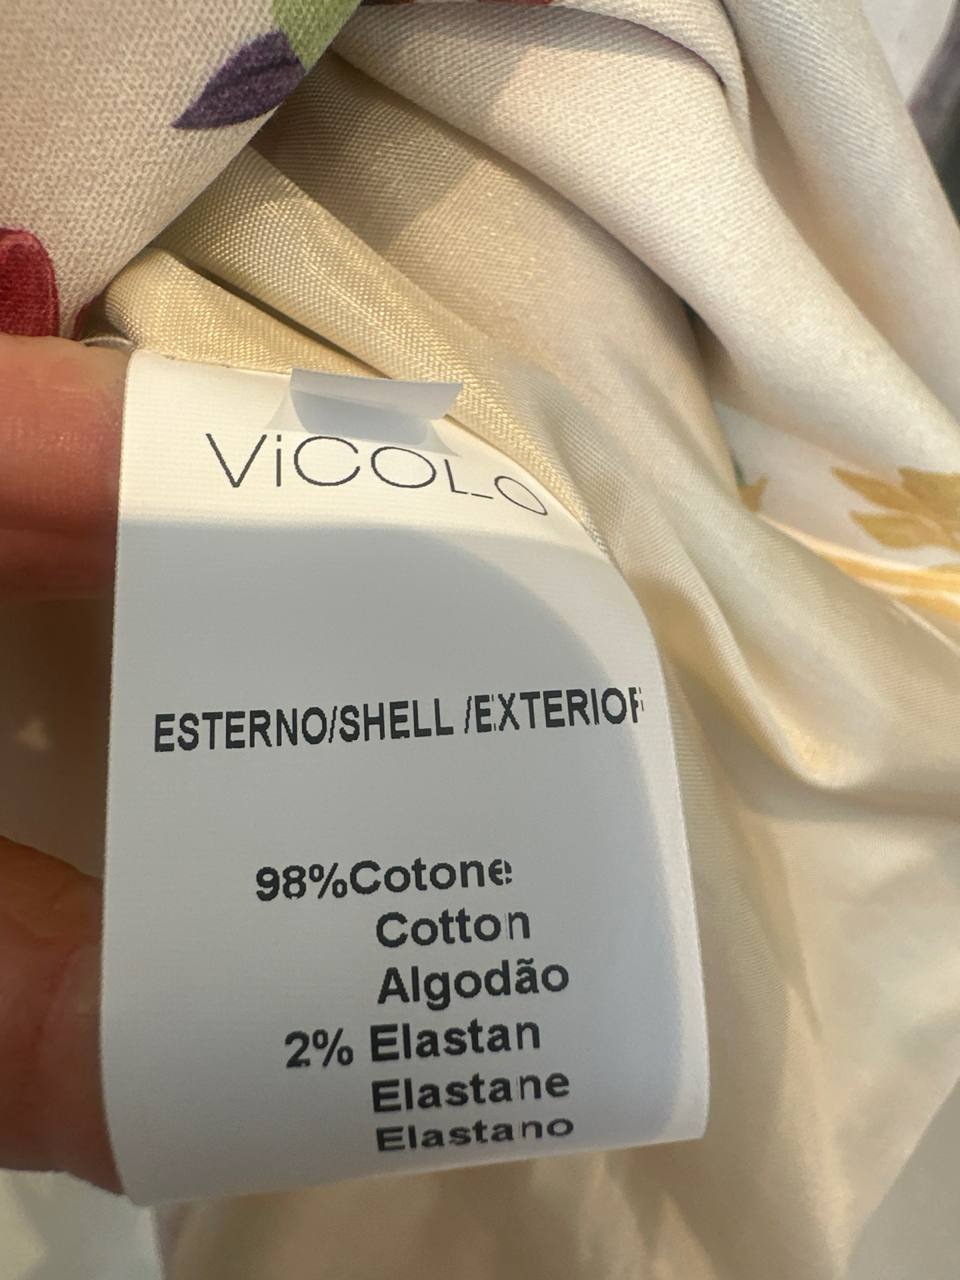 ViCOLO
ESTERNO/SHELL /EXTERIOR
98%Cotone
Cotton
Algodão
2% Elastan
Elastane
Elastano